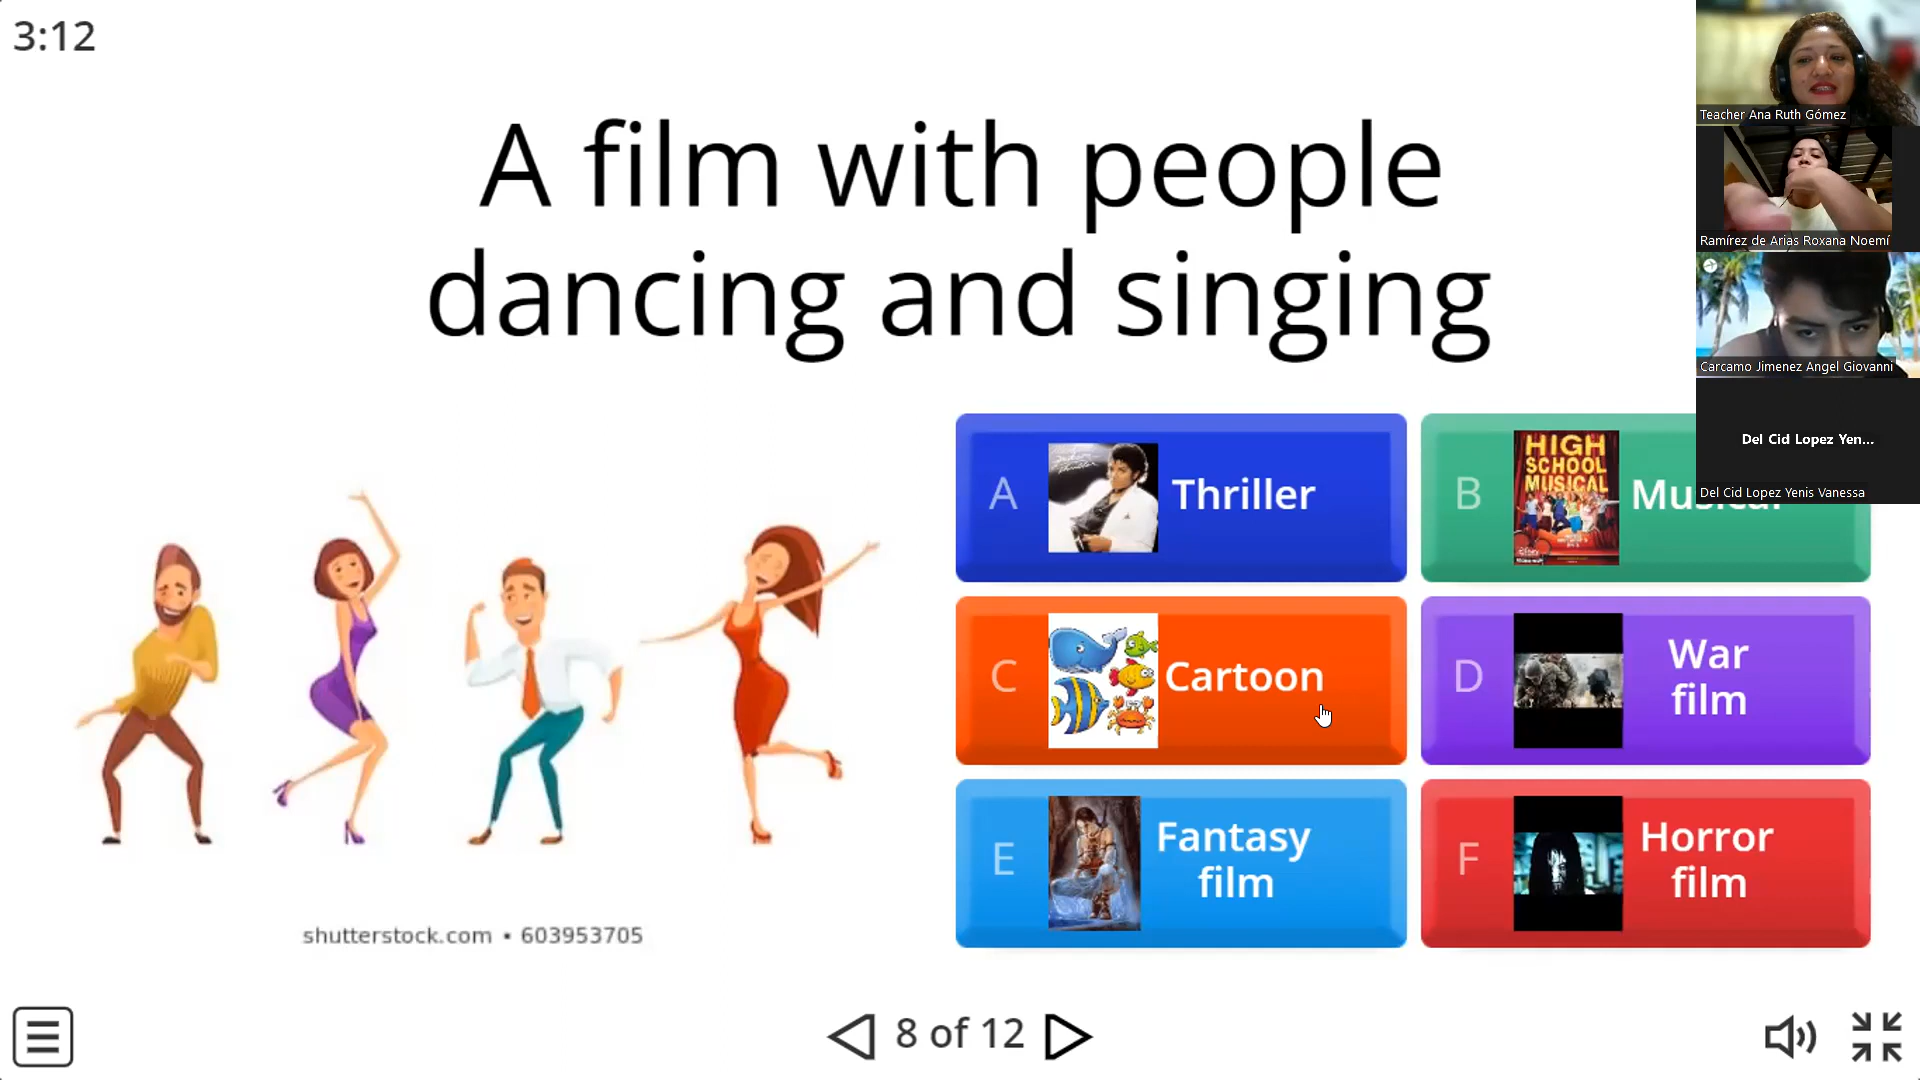 3:12
A film with people
dancing and singing
Teacher Ana Ruth Gómez
Ramírez de Arias Roxana Noemí
Carcamo Jimenez Angel Giovanni
Del Cid Lopez Yen...
Del Cid Lopez Yenis Vanessa
A
Thriller
B
HIGH
SCHOOL
MUSICAL
Musical
C
Cartoon
D
War
film
E
Fantasy
film
F
Horror
film
shutterstock.com • 603953705
8 of 12